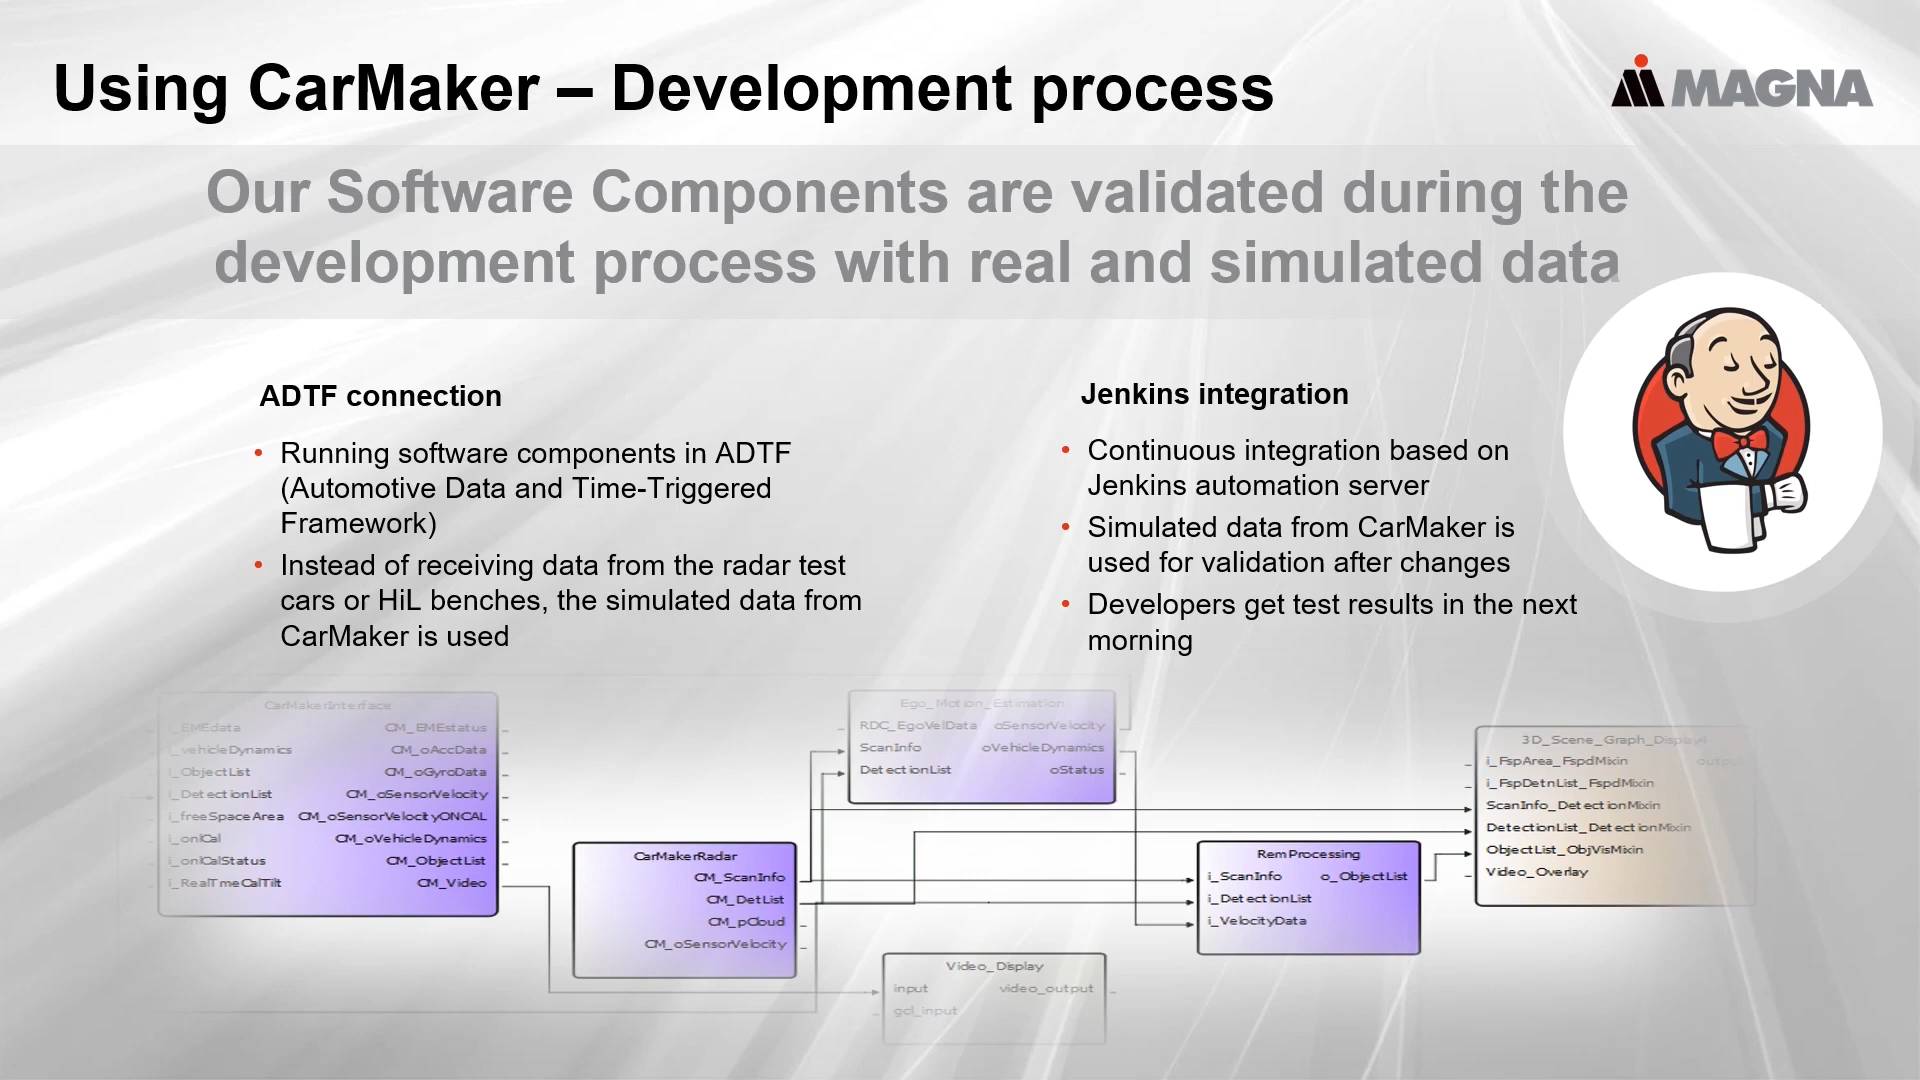 Using CarMaker – Development process
MAGNA
Our Software Components are validated during the
development process with real and simulated data
ADTF connection
• Running software components in ADTF
(Automotive Data and Time-Triggered
Framework)
• Instead of receiving data from the radar test
cars or HiL benches, the simulated data from
CarMaker is used
Jenkins integration
• Continuous integration based on
Jenkins automation server
• Simulated data from CarMaker is
used for validation after changes
• Developers get test results in the next
morning
CarMakerInterface
i_EMEdata CM_EMEstatus
i_vehicleDynamics CM_oAccData
i_ObjectList CM_oGyroData
i_DetectionList CM_oSensorVelocity
i_freeSpaceArea CM_oSensorVelocityONCAL
i_onlCal CM_oVehicleDynamics
i_onlCalStatus CM_ObjectList
i_RealTmeCalTilt CM_Video
CarMakerRadar
CM_ScanInfo
CM_DetList
CM_pCloud
CM_oSensorVelocity
Ego_Motion_Estimation
RDC_EgoVelData oSensorVelocity
ScanInfo oVehicleDynamics
DetectionList oStatus
Video_Display
input video_output
gcl_input
RemProcessing
i_ScanInfo o_ObjectList
i_DetectionList
i_VelocityData
3D_Scene_Graph_Display4
i_FspArea_FspdMixin output
i_FspDetnList_FspdMixin
ScanInfo_DetectionMixin
DetectionList_DetectionMixin
ObjectList_ObjVisMixin
Video_Overlay